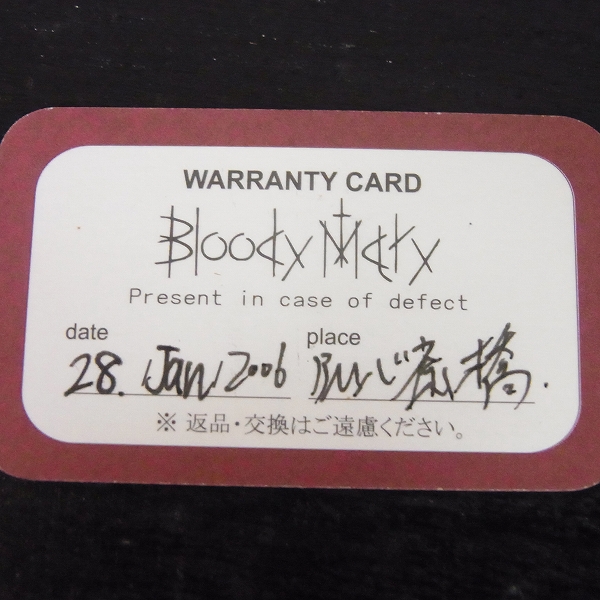 WARRANTY CARD
Bloody Mary
Present in case of defect
date
place
28. Jan 2006
橋.
※ 返品・交換はご遠慮ください。